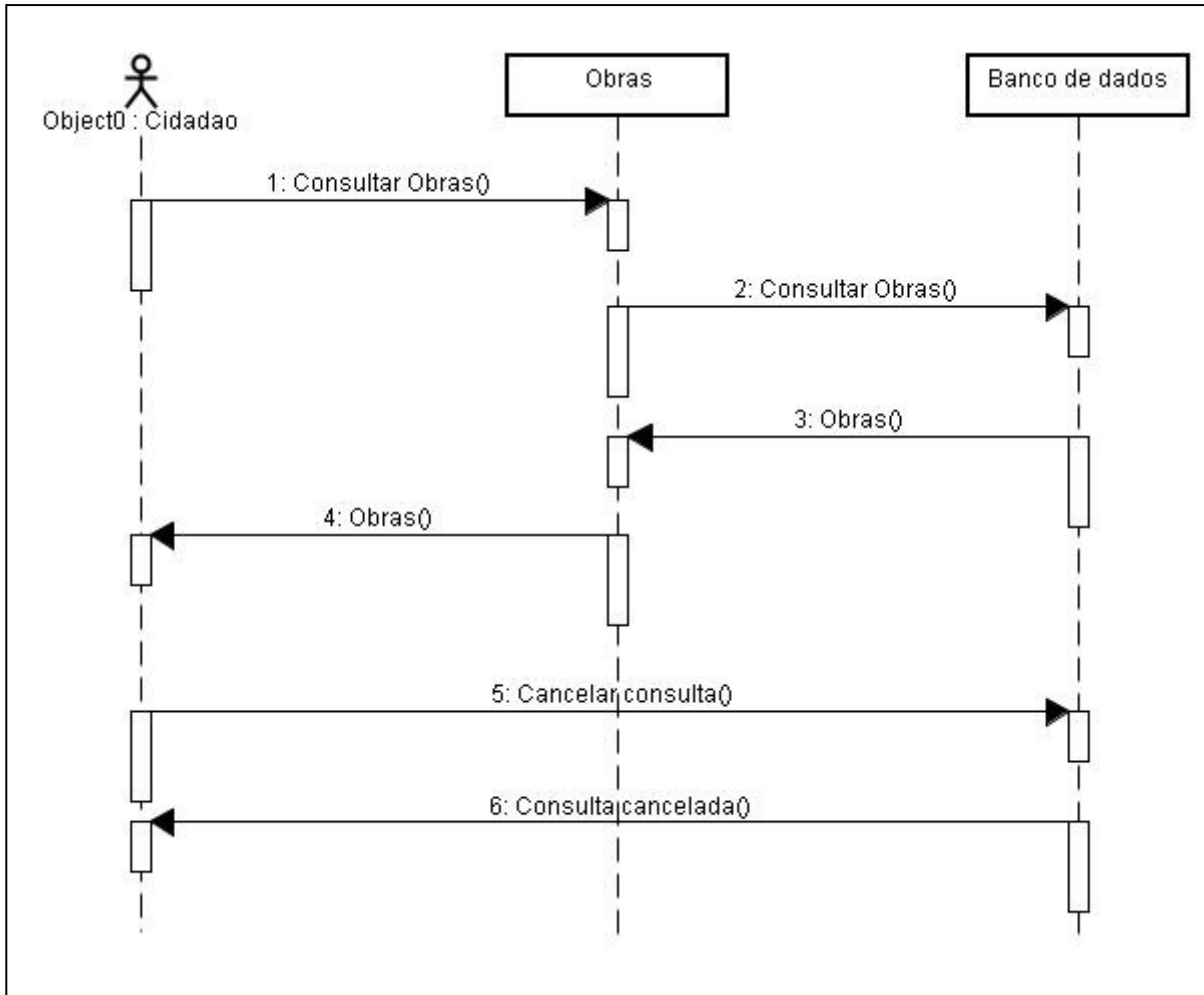 Obras
Banco de dados
Object0 : Cidadao
1: Consultar Obras()
2: Consultar Obras()
3: Obras()
4: Obras()
5: Cancelar consulta()
6: Consulta cancelada()